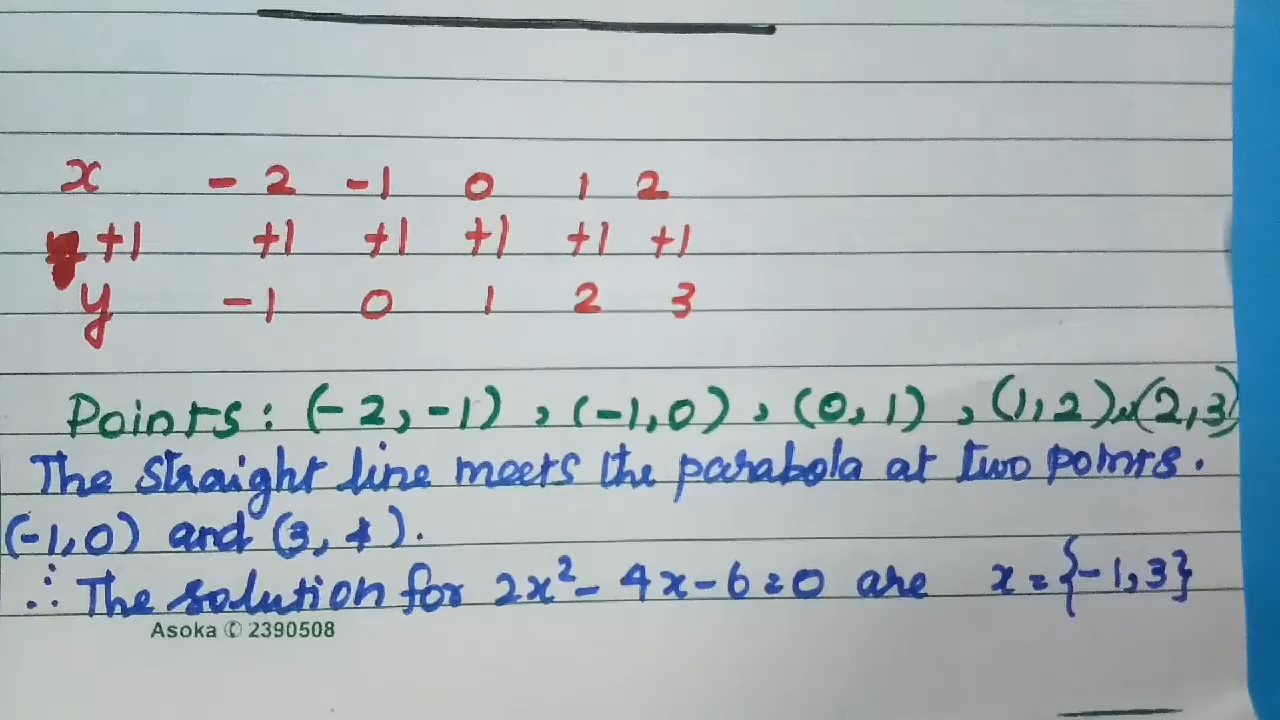 x -2 -1 0 1 2
+1 +1 +1 +1 +1 +1
y -1 0 1 2 3
Points: (-2,-1), (-1,0), (0,1), (1,2), (2,3)
The straight line meets the parabola at two points.
(-1,0) and (3,4).
∴ The solution for 2x²-4x-6=0 are x={-1,3}
Asoka ✆ 2390508